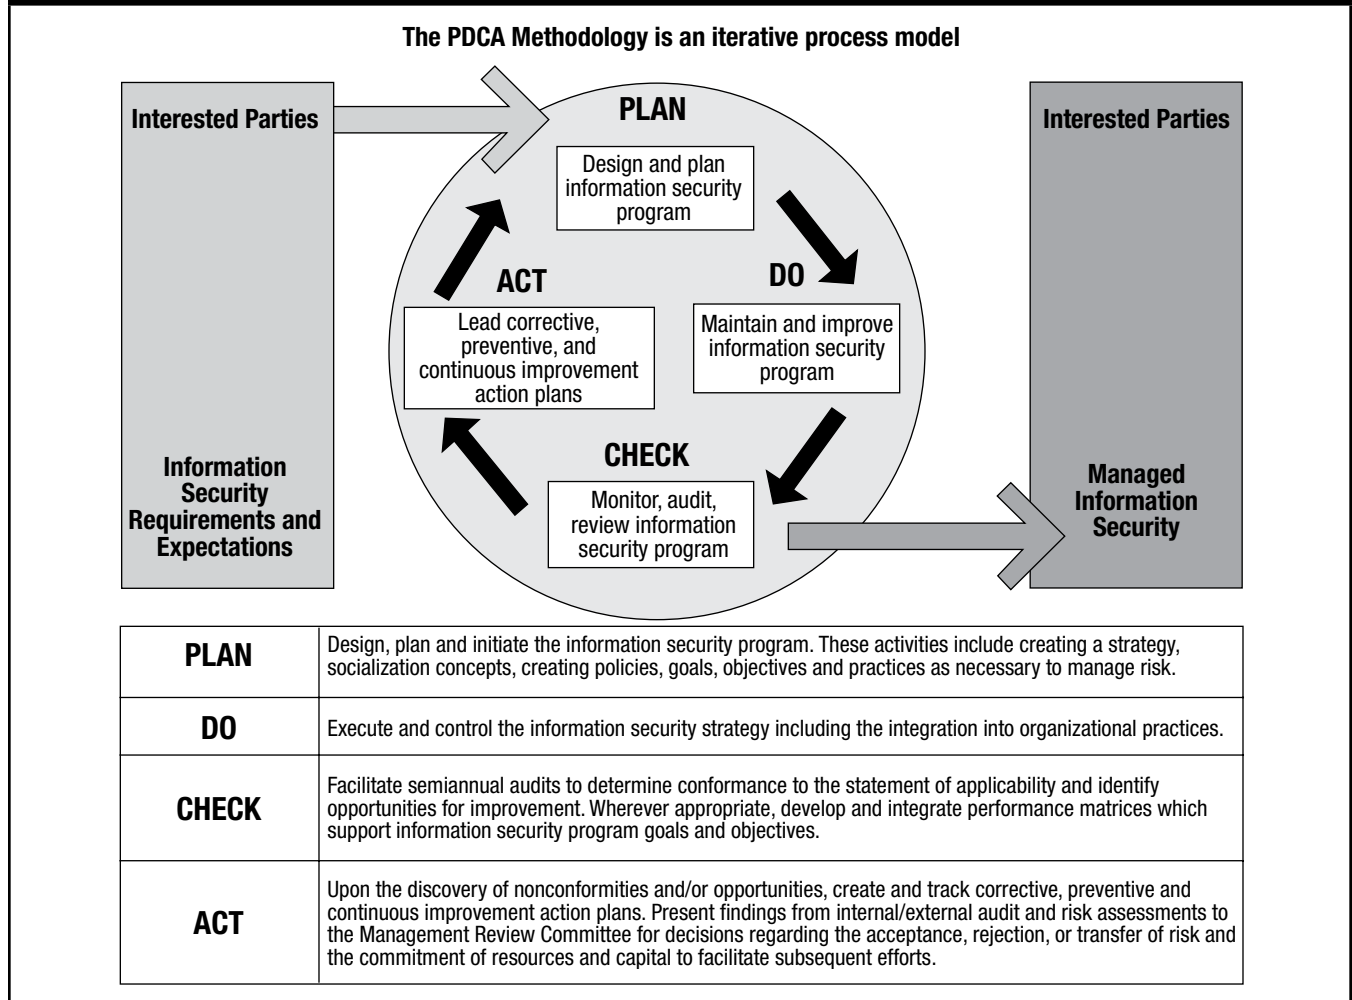 The PDCA Methodology is an iterative process model
Interested Parties
Information
Security
Requirements and
Expectations
PLAN
Design and plan
information security
program
DO
Maintain and improve
information security
program
CHECK
Monitor, audit,
review information
security program
ACT
Lead corrective,
preventive, and
continuous improvement
action plans
Interested Parties
Managed
Information
Security
PLAN
Design, plan and initiate the information security program. These activities include creating a strategy,
socialization concepts, creating policies, goals, objectives and practices as necessary to manage risk.
DO
Execute and control the information security strategy including the integration into organizational practices.
CHECK
Facilitate semiannual audits to determine conformance to the statement of applicability and identify
opportunities for improvement. Wherever appropriate, develop and integrate performance matrices which
support information security program goals and objectives.
ACT
Upon the discovery of nonconformities and/or opportunities, create and track corrective, preventive and
continuous improvement action plans. Present findings from internal/external audit and risk assessments to
the Management Review Committee for decisions regarding the acceptance, rejection, or transfer of risk and
the commitment of resources and capital to facilitate subsequent efforts.